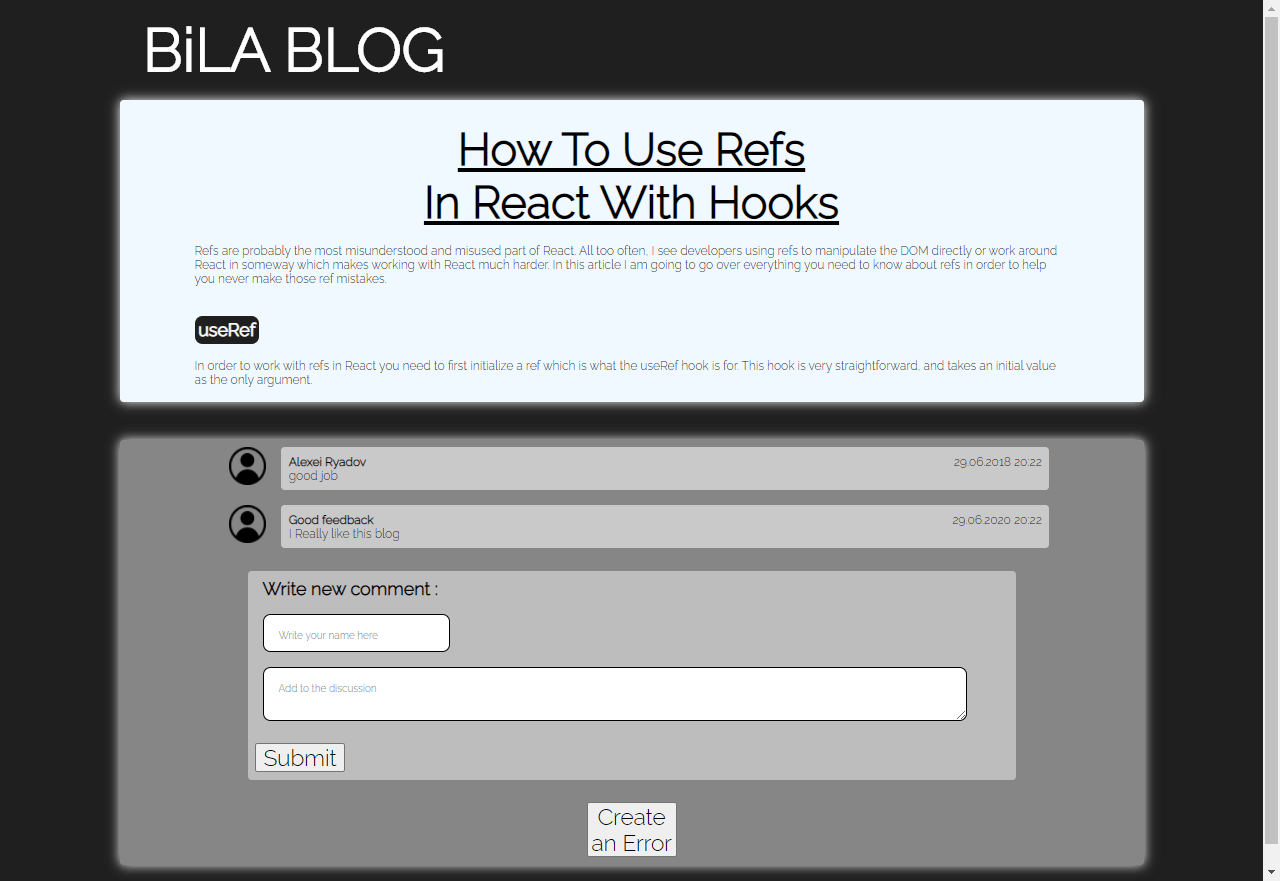 BiLA BLOG
How To Use Refs
In React With Hooks
Refs are probably the most misunderstood and misused part of React. All too often, I see developers using refs to manipulate the DOM directly or work around
React in someway which makes working with React much harder. In this article I am going to go over everything you need to know about refs in order to help
you never make those ref mistakes.
useRef
In order to work with refs in React you need to first initialize a ref which is what the useRef hook is for. This hook is very straightforward, and takes an initial value
as the only argument.
Alexei Ryadov 29.06.2018 20:22
good job
Good feedback 29.06.2020 20:22
I Really like this blog
Write new comment :
Write your name here
Add to the discussion
Submit
Create
an Error